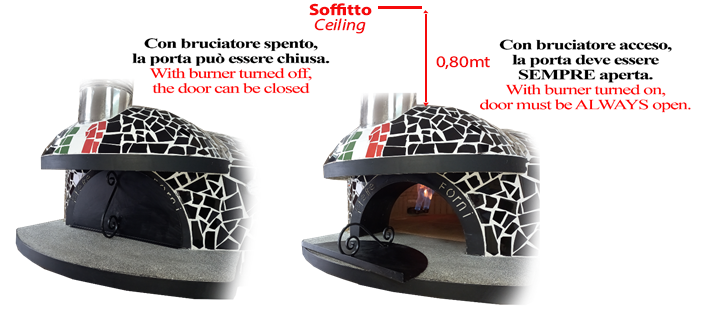 Soffitto
Ceiling
0,80mt
Con bruciatore spento,
la porta può essere chiusa.
With burner turned off,
the door can be closed
Con bruciatore acceso,
la porta deve essere
SEMPRE aperta.
With burner turned on,
door must be ALWAYS open.
Forni
Forni